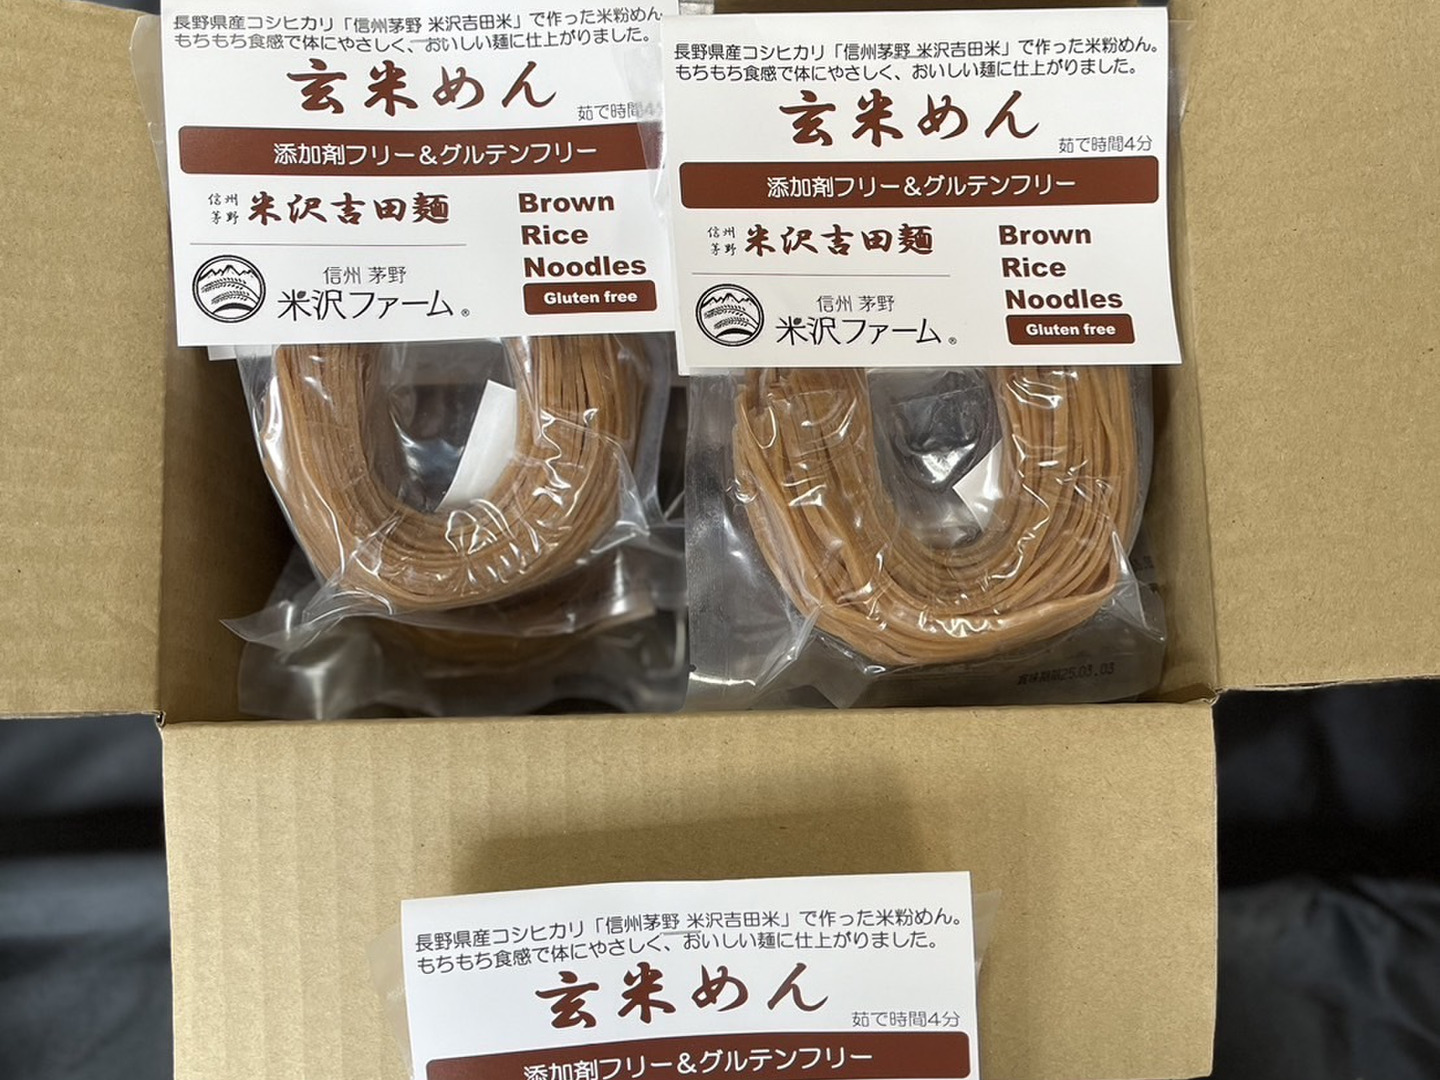 長野県産コシヒカリ「信州茅野 米沢吉田米」で作った米粉めん
もちもち食感で体にやさしく、おいしい麺に仕上がりました。
玄米めん
茹で時間4
添加剤フリー&グルテンフリー
信州
茅野
米沢吉田麺
Brown
Rice
Noodles
Gluten free
信州 茅野
米沢ファーム®
長野県産コシヒカリ「信州茅野 米沢吉田米」で作った米粉めん。
もちもち食感で体にやさしく、おいしい麺に仕上がりました。
玄米めん
茹で時間4分
添加剤フリー&グルテンフリー
信州
茅野
米沢吉田麺
Brown
Rice
Noodles
Gluten free
信州 茅野
米沢ファーム®
賞味期限25.03.03
長野県産コシヒカリ「信州茅野 米沢吉田米」で作った米粉めん。
もちもち食感で体にやさしく、おいしい麺に仕上がりました。
玄米めん
茹で時間4分
添加剤フリー&グルテンフリー